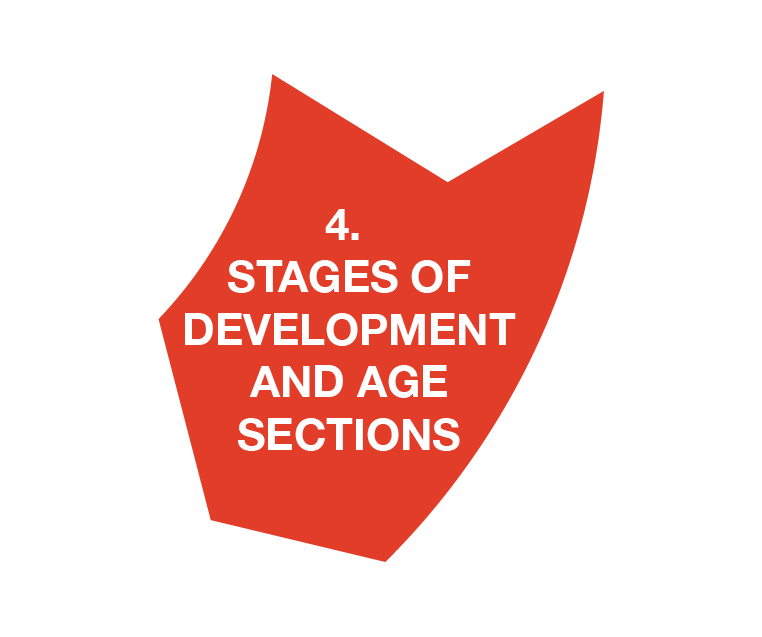 4.
STAGES OF
DEVELOPMENT
AND AGE
SECTIONS